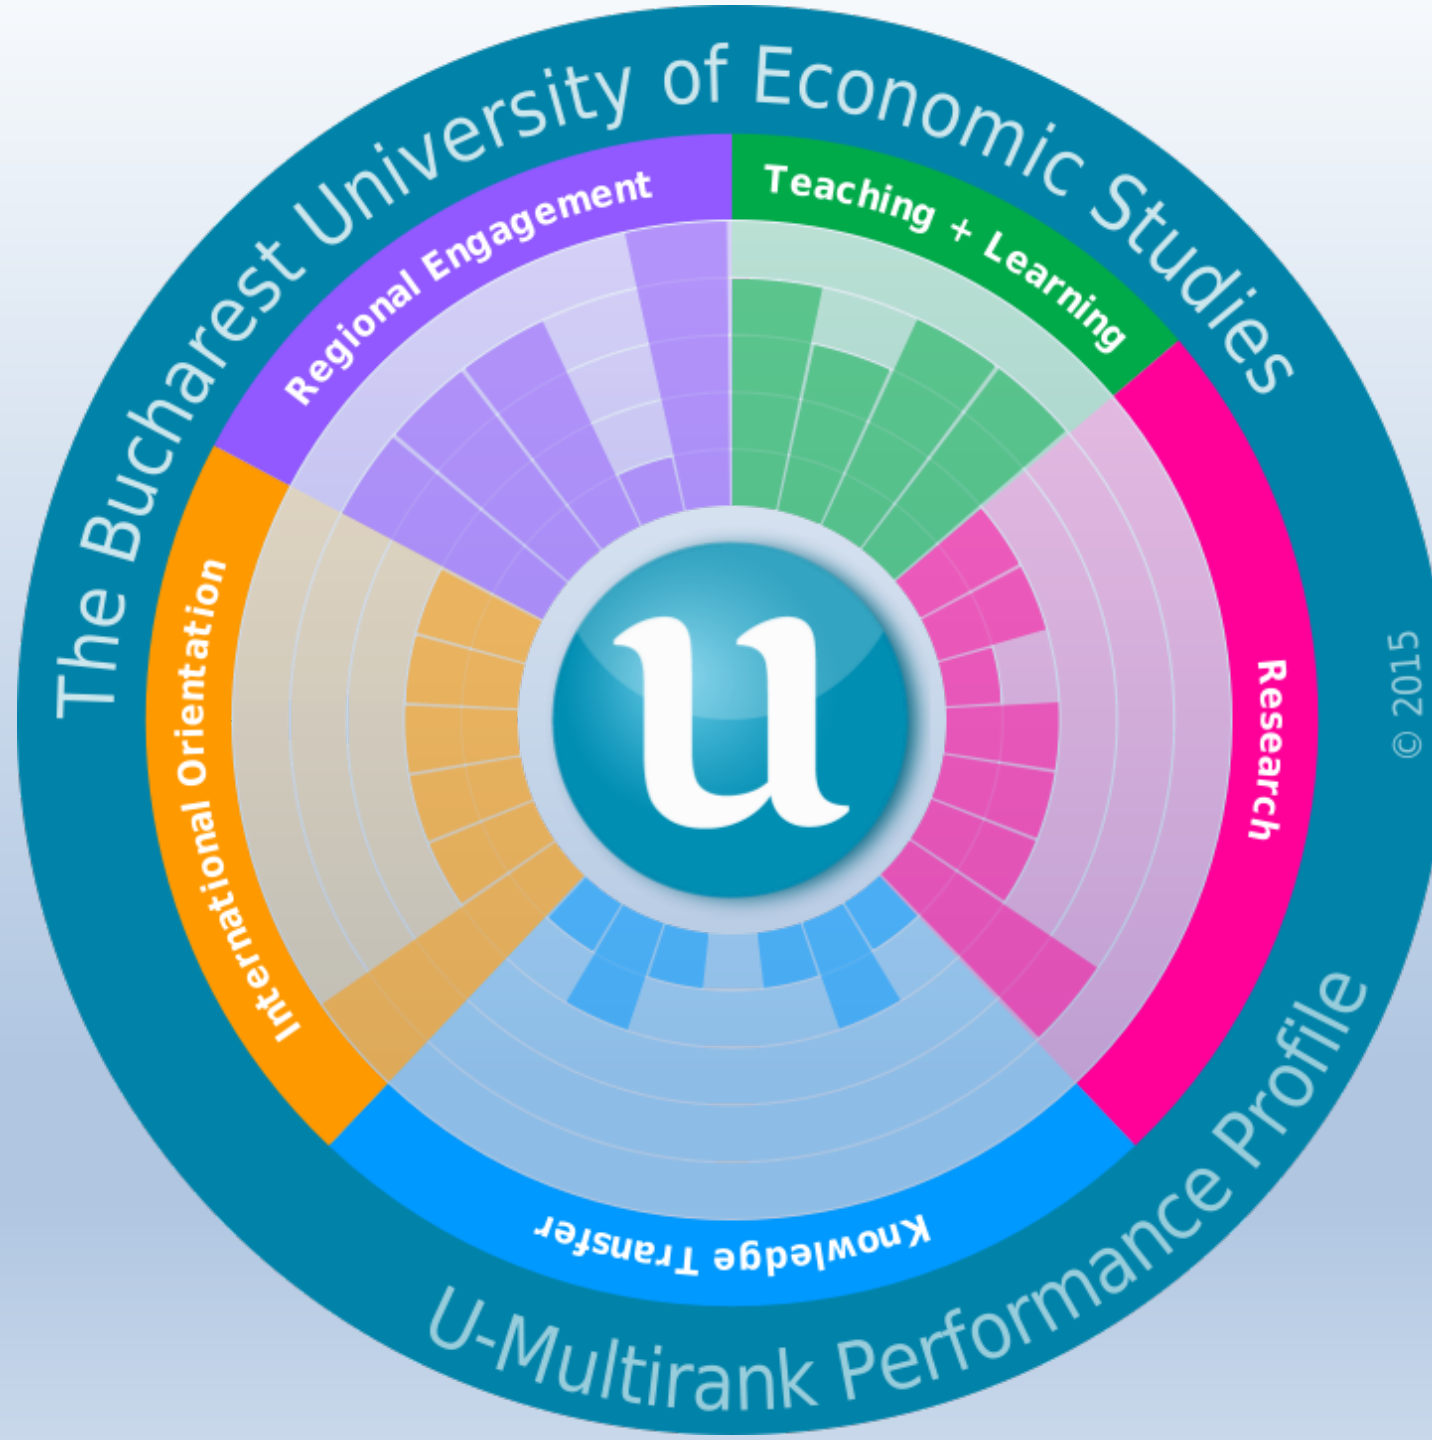 The Bucharest University of Economic Studies
Regional Engagement
Teaching + Learning
Research
© 2015
International Orientation
u
Knowledge Transfer
U-Multirank Performance Profile